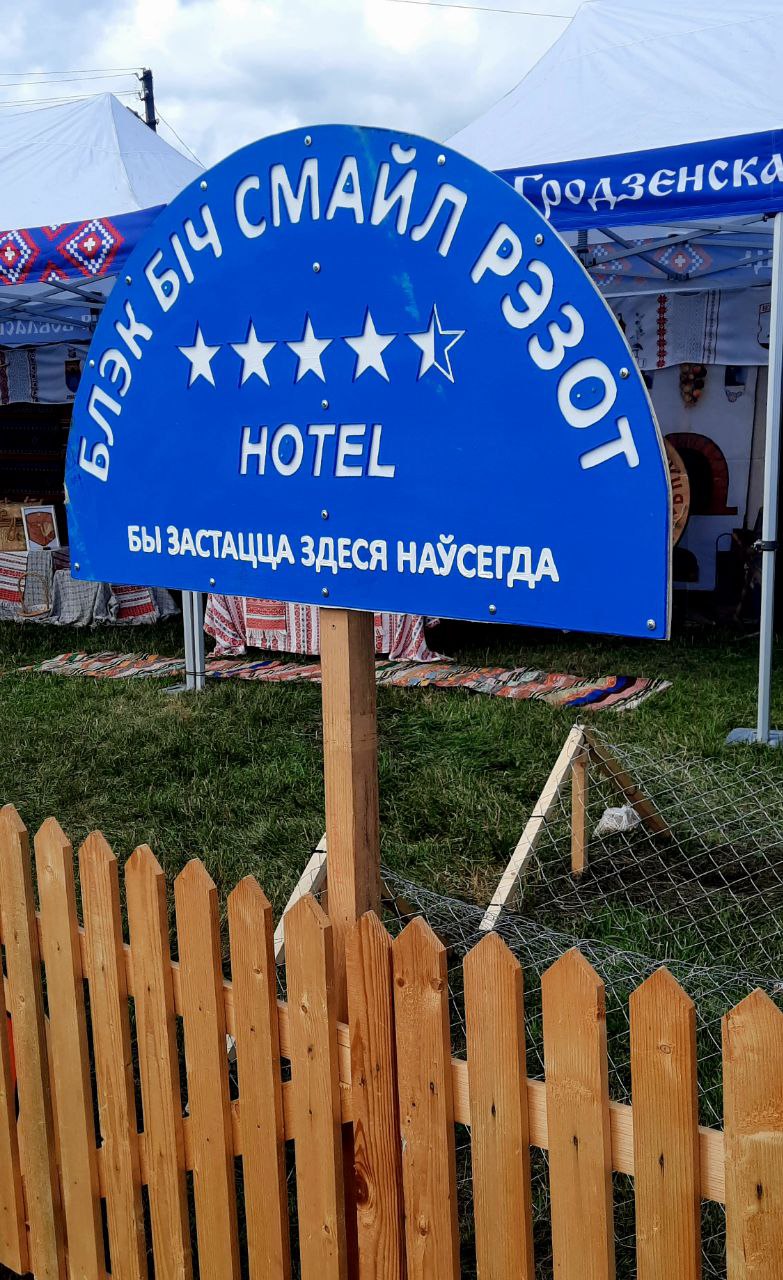 БЛЭК БІЧ СМАЙЛ РЭЗОТ
HOTEL
БЫ ЗАСТАЦЦА ЗДЕСЯ НАЎСЕГДА
Гродзенска